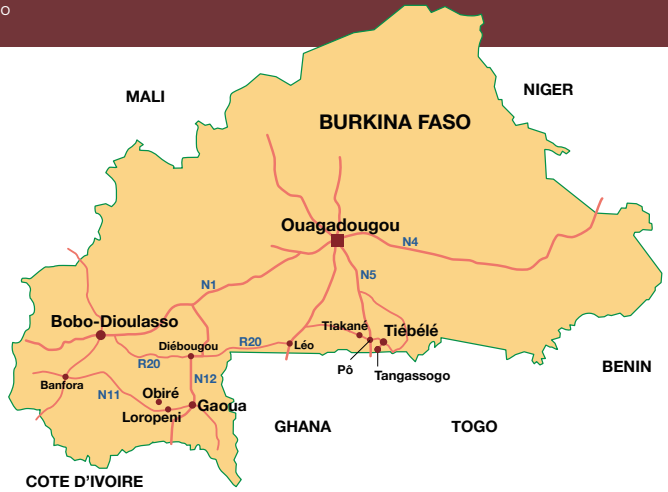 O
MALI
NIGER
BURKINA FASO
Ouagadougou
N4
N5
N1
Bobo-Dioulasso
Tiakané
Tiébélé
Diébougou
R20
Léo
R20
Pô
Tangassogo
BENIN
Banfora
N12
N11
Obiré
Gaoua
Loropeni
GHANA
TOGO
COTE D'IVOIRE